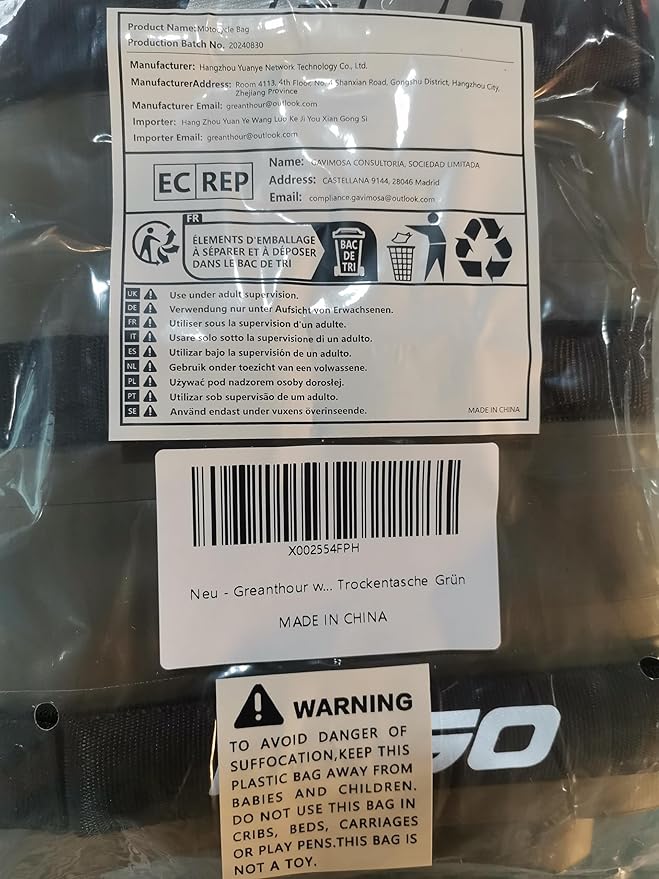 Product Name:Motocycle Bag
Production Batch No. 20240830
Manufacturer: Hangzhou Yuanye Network Technology Co., Ltd.
ManufacturerAddress: Room 4113, 4th Floor, No. 4 Shanxian Road, Gongshu District, Hangzhou City,
Zhejiang Province
Manufacturer Email: greanthour@outlook.com
Importer: Hang Zhou Yuan Ye Wang Luo Ke Ji You Xian Gong Si
Importer Email: greanthour@outlook.com
EC REP
Name: GAVIMOSA CONSULTORIA, SOCIEDAD LIMITADA
Address: CASTELLANA 9144, 28046 Madrid
Email: compliance.gavimosa@outlook.com
FR
ÉLEMENTS D'EMBALLAGE
À SÉPARER ET À DÉPOSER
DANS LE BAC DE TRI
BAC
DE
TRI
UK Use under adult supervision.
DE Verwendung nur unter Aufsicht von Erwachsenen.
FR Utiliser sous la supervision d'un adulte.
IT Usare solo sotto la supervisione di un adulto.
ES Utilizar bajo la supervisión de un adulto.
NL Gebruik onder toezicht van een volwassene.
PL Używać pod nadzorem osoby dorosłej.
PT Utilizar sob supervisão de um adulto.
SE Använd endast under vuxens överinseende.
MADE IN CHINA
X002554FPH
Neu - Greanthour w... Trockentasche Grün
MADE IN CHINA
WARNING
TO AVOID DANGER OF
SUFFOCATION,KEEP THIS
PLASTIC BAG AWAY FROM
BABIES AND CHILDREN.
DO NOT USE THIS BAG IN
CRIBS, BEDS, CARRIAGES
OR PLAY PENS.THIS BAG IS
NOT A TOY.